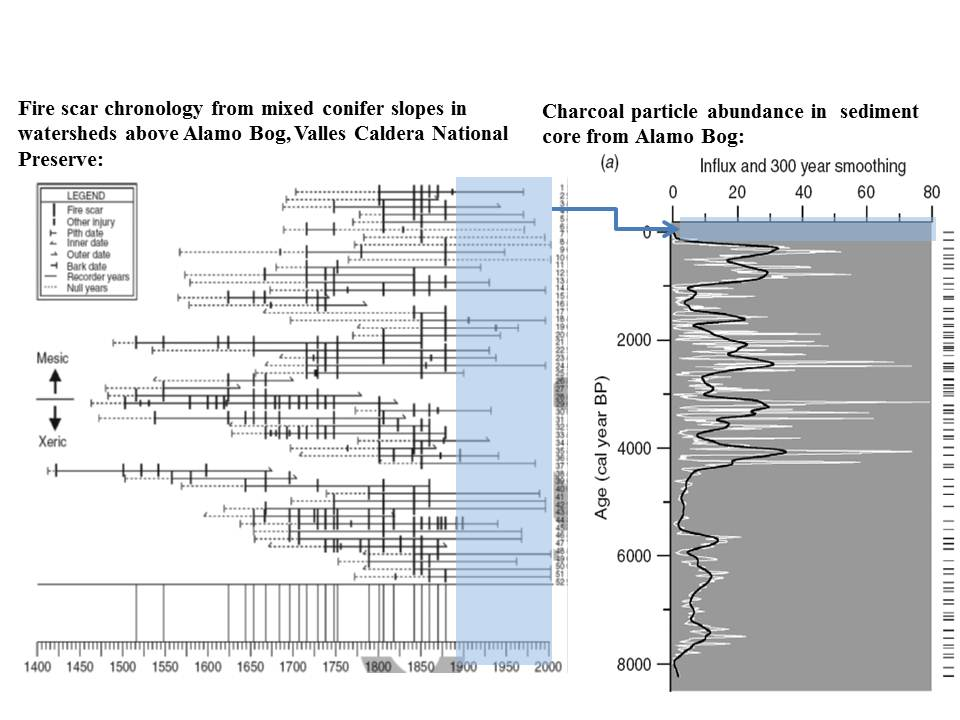 Fire scar chronology from mixed conifer slopes in
watersheds above Alamo Bog, Valles Caldera National
Preserve:
Charcoal particle abundance in sediment
core from Alamo Bog:
(a)
Influx and 300 year smoothing
0 20 40 60 80
LEGEND
Fire scar
Other injury
Pith date
Inner date
Outer date
Bark date
Recorder years
Null years
Mesic
Xeric
1400 1450 1500 1550 1600 1650 1700 1750 1800 1850 1900 1950 2000
Age (cal year BP)
0
2000
4000
6000
8000